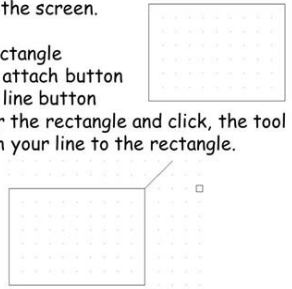 the screen.
ctangle
attach button
line button
r the rectangle and click, the tool
your line to the rectangle.